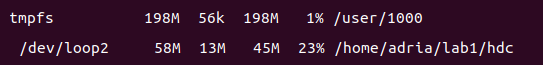 tmpfs 198M 56k 198M 1% /user/1000
/dev/loop2 58M 13M 45M 23% /home/adria/lab1/hdc